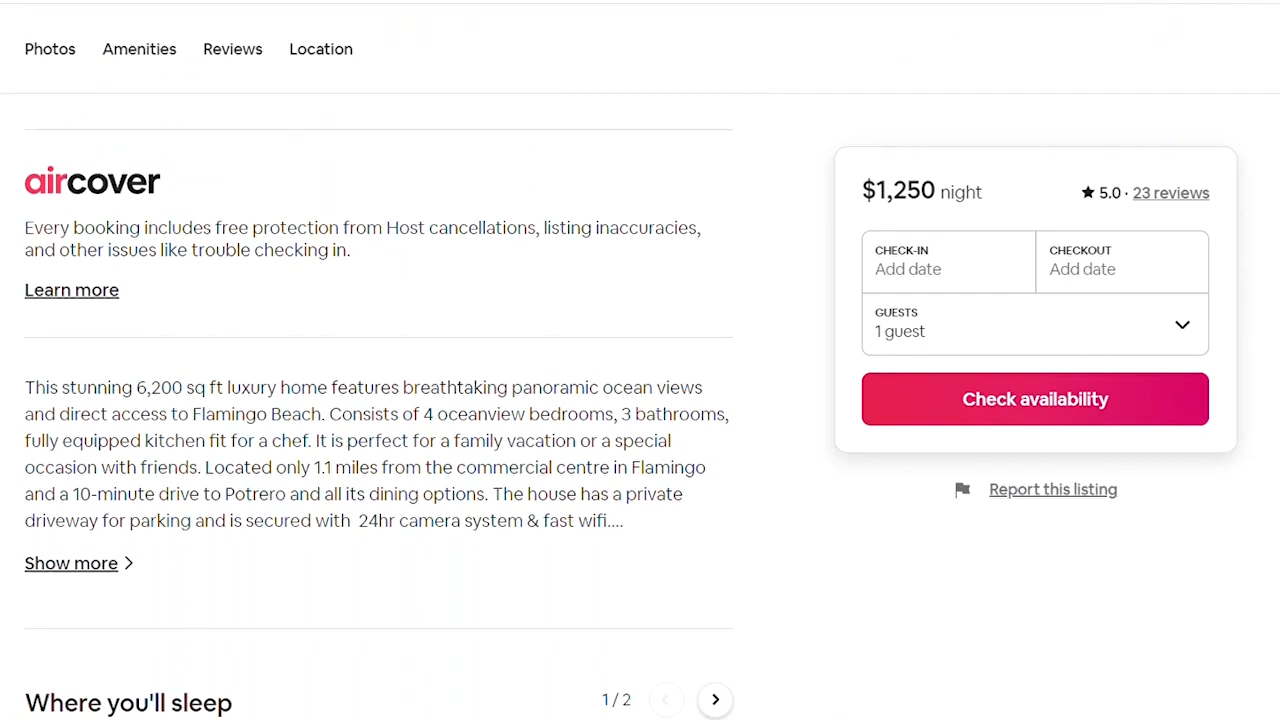 Photos Amenities Reviews Location
aircover
Every booking includes free protection from Host cancellations, listing inaccuracies,
and other issues like trouble checking in.
Learn more
This stunning 6,200 sq ft luxury home features breathtaking panoramic ocean views
and direct access to Flamingo Beach. Consists of 4 oceanview bedrooms, 3 bathrooms,
fully equipped kitchen fit for a chef. It is perfect for a family vacation or a special
occasion with friends. Located only 1.1 miles from the commercial centre in Flamingo
and a 10-minute drive to Potrero and all its dining options. The house has a private
driveway for parking and is secured with 24hr camera system & fast wifi....
Show more
Where you'll sleep
1 / 2
$1,250 night
★ 5.0 · 23 reviews
CHECK-IN
Add date
CHECKOUT
Add date
GUESTS
1 guest
Check availability
Report this listing